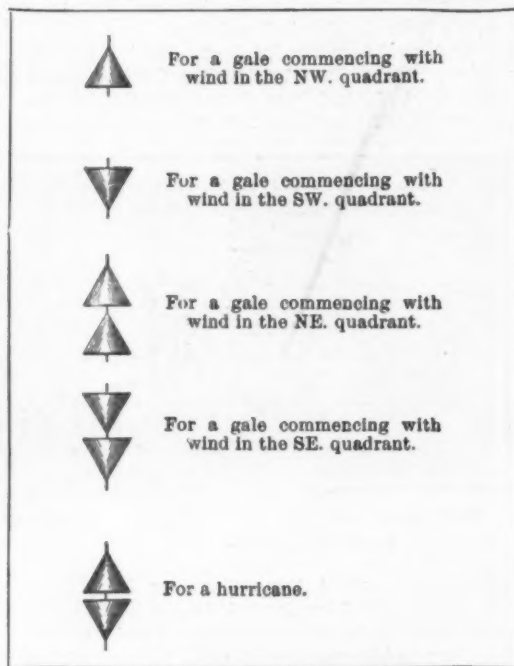 For a gale commencing with
wind in the NW. quadrant.
For a gale commencing with
wind in the SW. quadrant.
For a gale commencing with
wind in the NE. quadrant.
For a gale commencing with
wind in the SE. quadrant.
For a hurricane.